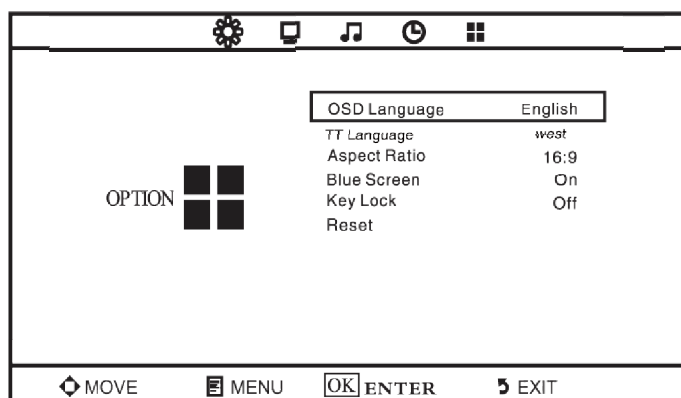 OSD Language English
TT Language west
Aspect Ratio 16:9
Blue Screen On
OPTION
Key Lock Off
Reset
MOVE MENU OK ENTER EXIT